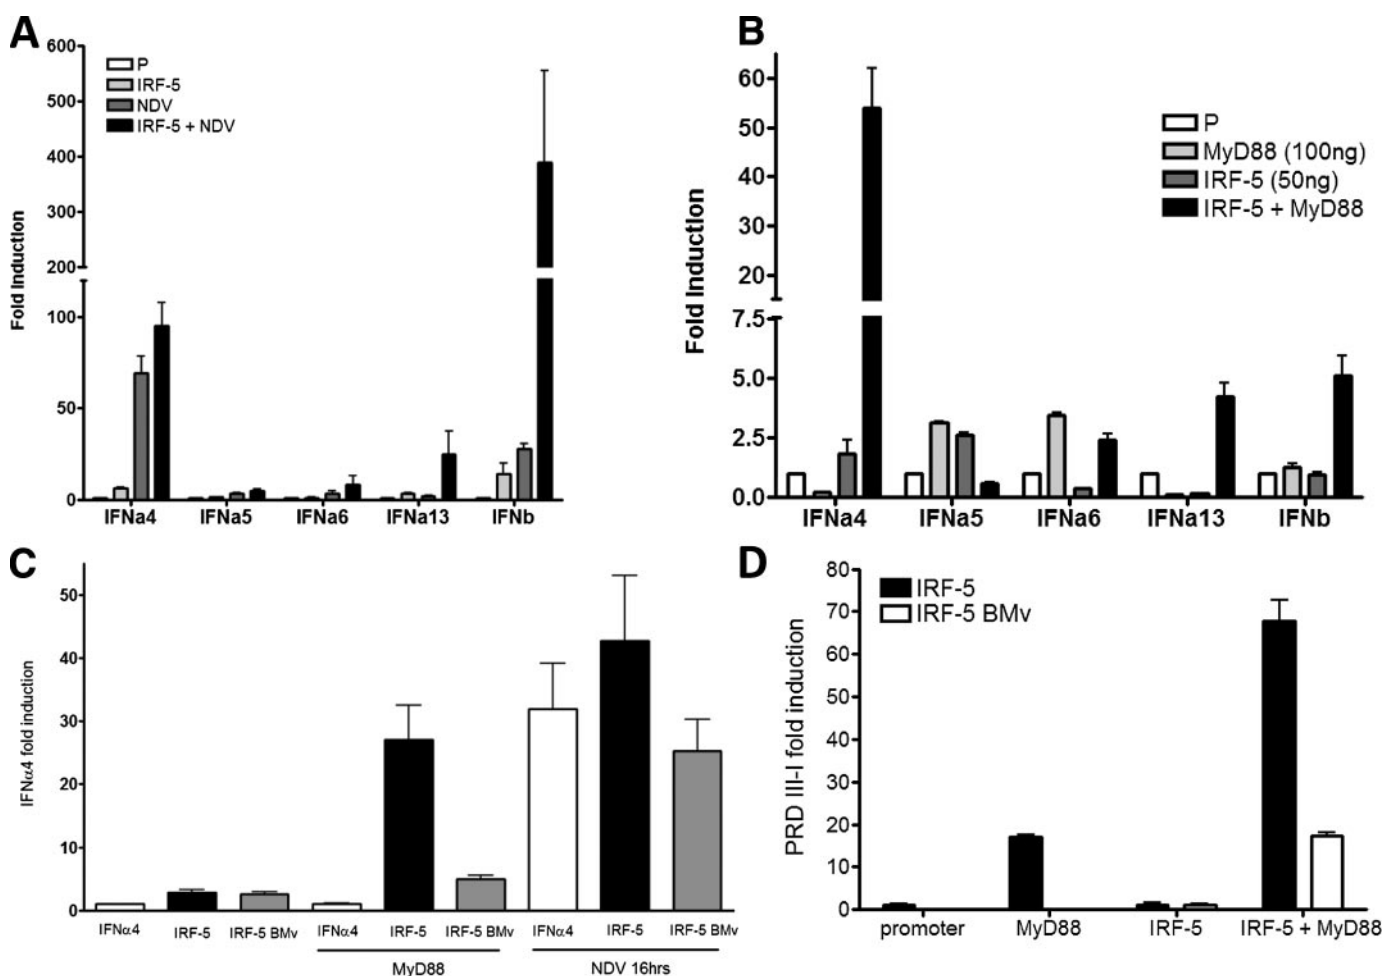 A
600
500
400
300
200
100
50
0
Fold Induction
P
IRF-5
NDV
IRF-5 + NDV
IFNa4 IFNa5 IFNa6 IFNa13 IFNb
B
60
50
40
30
20
7.5
5.0
2.5
0.0
Fold Induction
P
MyD88 (100ng)
IRF-5 (50ng)
IRF-5 + MyD88
IFNa4 IFNa5 IFNa6 IFNa13 IFNb
C
50
40
30
20
10
0
IFNα4 fold induction
IFNα4 IRF-5 IRF-5 BMv IFNα4 IRF-5 IRF-5 BMv IFNα4 IRF-5 IRF-5 BMv
MyD88 NDV 16hrs
D
80
70
60
50
40
30
20
10
0
PRD III-I fold induction
IRF-5
IRF-5 BMv
promoter MyD88 IRF-5 IRF-5 + MyD88